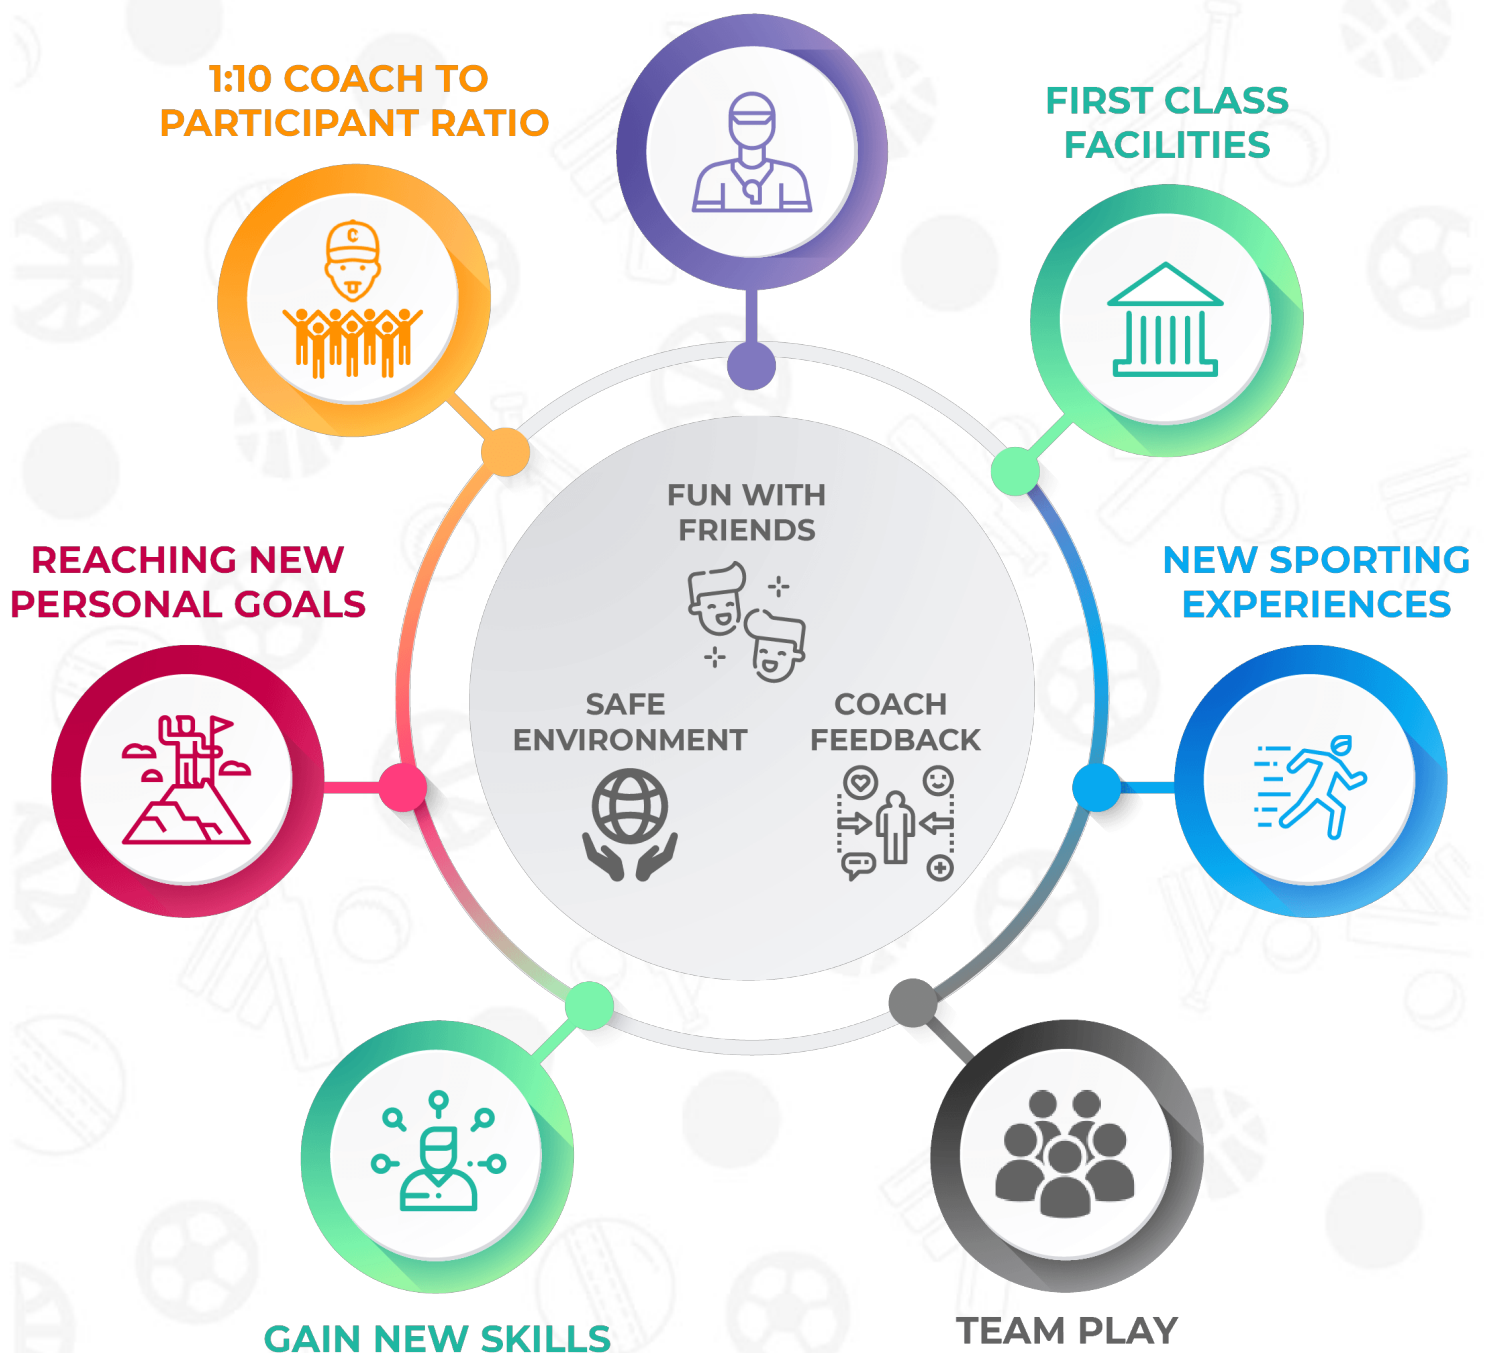 1:10 COACH TO
PARTICIPANT RATIO
C
FIRST CLASS
FACILITIES
FUN WITH
FRIENDS
REACHING NEW
PERSONAL GOALS
NEW SPORTING
EXPERIENCES
SAFE
ENVIRONMENT
COACH
FEEDBACK
GAIN NEW SKILLS
TEAM PLAY